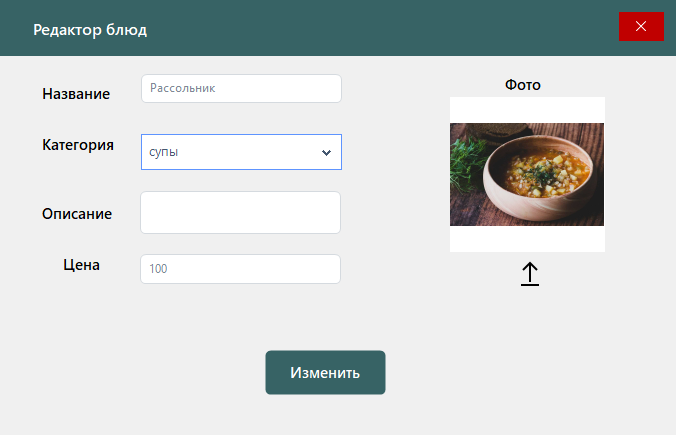 Редактор блюд
Название
Рассольник
Фото
Категория
супы
Описание
Цена
100
Изменить